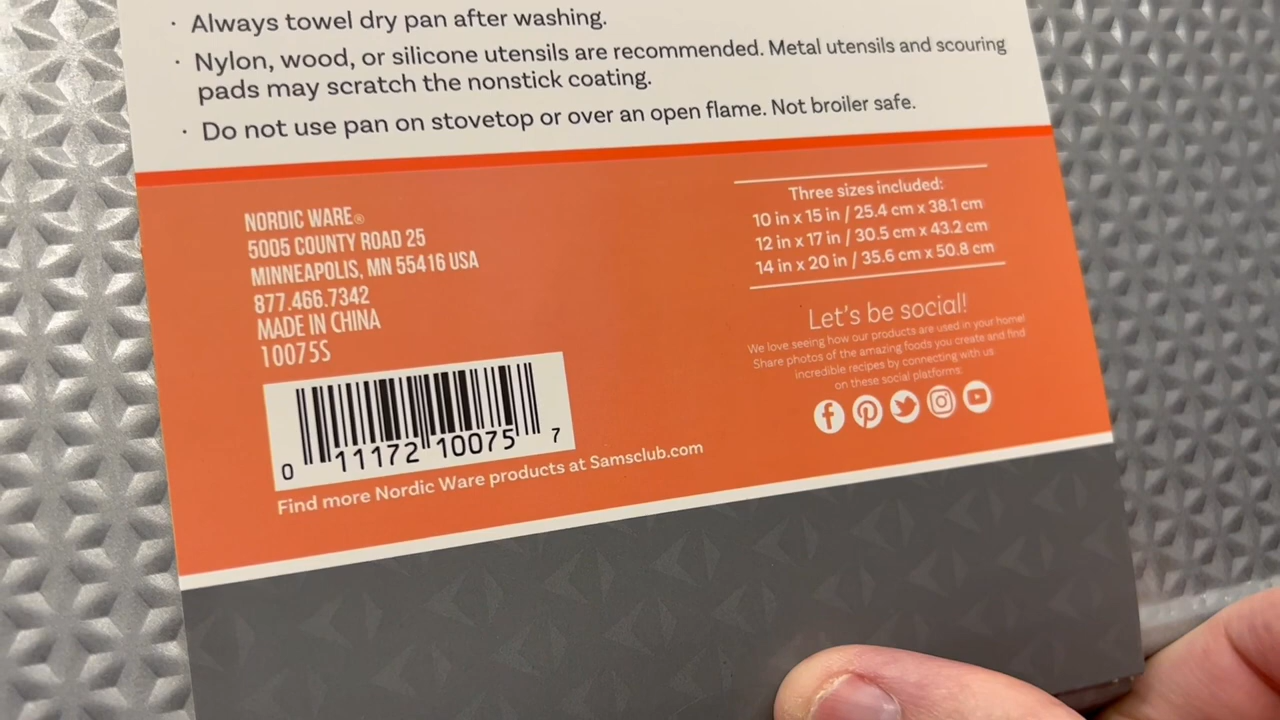 · Always towel dry pan after washing.
· Nylon, wood, or silicone utensils are recommended. Metal utensils and scouring
pads may scratch the nonstick coating.
· Do not use pan on stovetop or over an open flame. Not broiler safe.
NORDIC WARE®
5005 COUNTY ROAD 25
MINNEAPOLIS, MN 55416 USA
877.466.7342
MADE IN CHINA
10075S
0 11172 10075 7
Find more Nordic Ware products at Samsclub.com
Three sizes included:
10 in x 15 in / 25.4 cm x 38.1 cm
12 in x 17 in / 30.5 cm x 43.2 cm
14 in x 20 in / 35.6 cm x 50.8 cm
Let's be social!
We love seeing how our products are used in your home!
Share photos of the amazing foods you create and find
incredible recipes by connecting with us
on these social platforms: